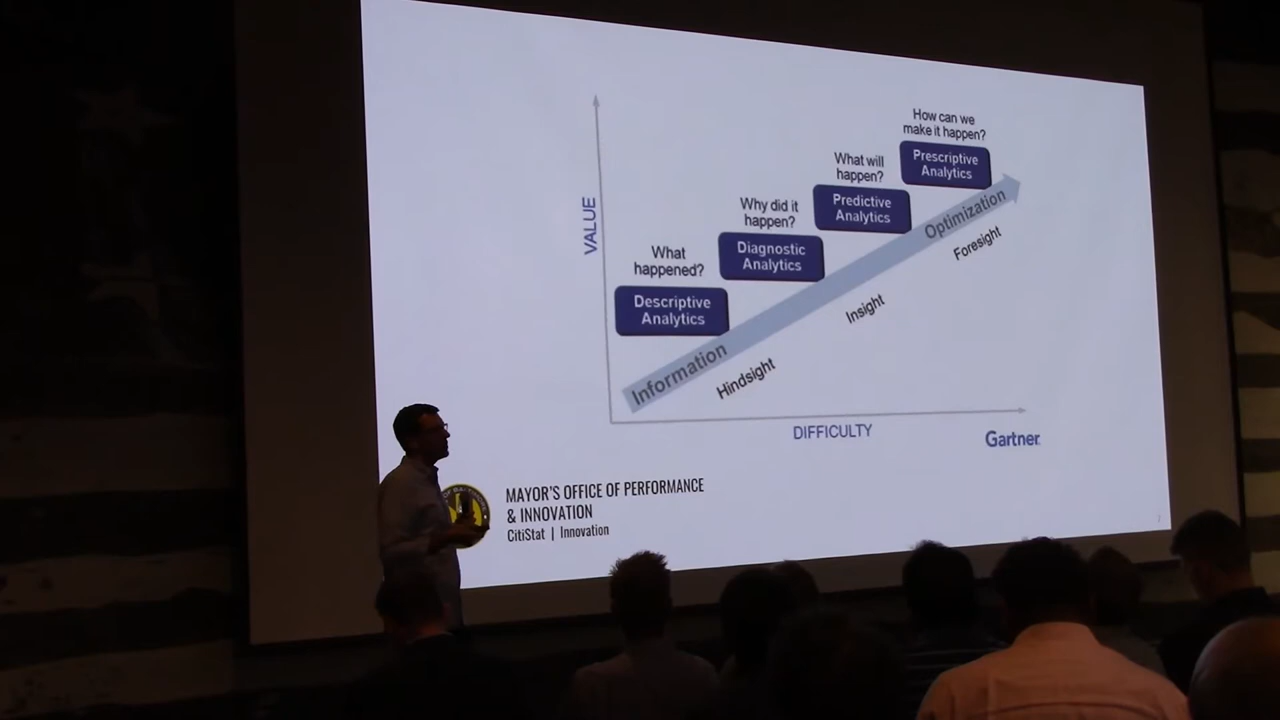 How can we
make it happen?
Prescriptive
Analytics
What will
happen?
Predictive
Analytics
Why did it
happen?
Diagnostic
Analytics
What
happened?
Descriptive
Analytics
VALUE
Information
Optimization
Hindsight
Insight
Foresight
DIFFICULTY
Gartner
MAYOR'S OFFICE OF PERFORMANCE
& INNOVATION
CitiStat | Innovation
7